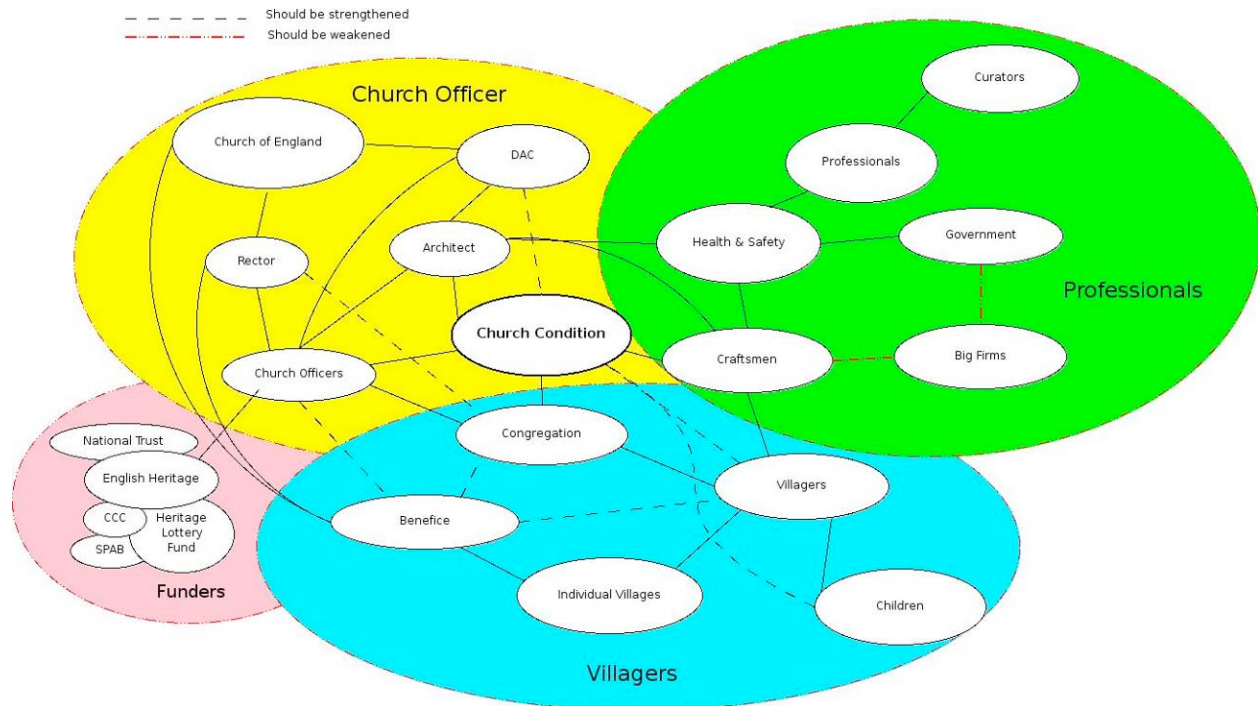 Should be strengthened
Should be weakened
Church Officer
Curators
Church of England
DAC
Professionals
Architect
Health & Safety
Government
Rector
Professionals
Church Condition
Craftsmen
Big Firms
Church Officers
National Trust
Congregation
English Heritage
Villagers
CCC
Heritage
Lottery
Fund
Benefice
SPAB
Funders
Individual Villages
Children
Villagers